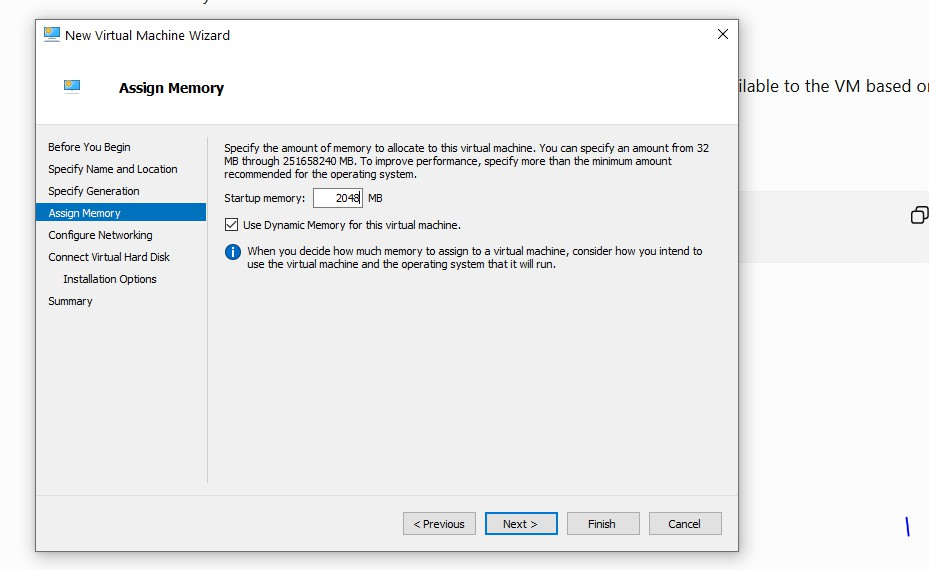 New Virtual Machine Wizard
Assign Memory
ilable to the VM based
Before You Begin
Specify Name and Location
Specify Generation
Assign Memory
Configure Networking
Connect Virtual Hard Disk
Installation Options
Summary
Specify the amount of memory to allocate to this virtual machine. You can specify an amount from 32
MB through 251658240 MB. To improve performance, specify more than the minimum amount
recommended for the operating system.
Startup memory: 2048 MB
Use Dynamic Memory for this virtual machine.
When you decide how much memory to assign to a virtual machine, consider how you intend to
use the virtual machine and the operating system that it will run.
< Previous Next > Finish Cancel